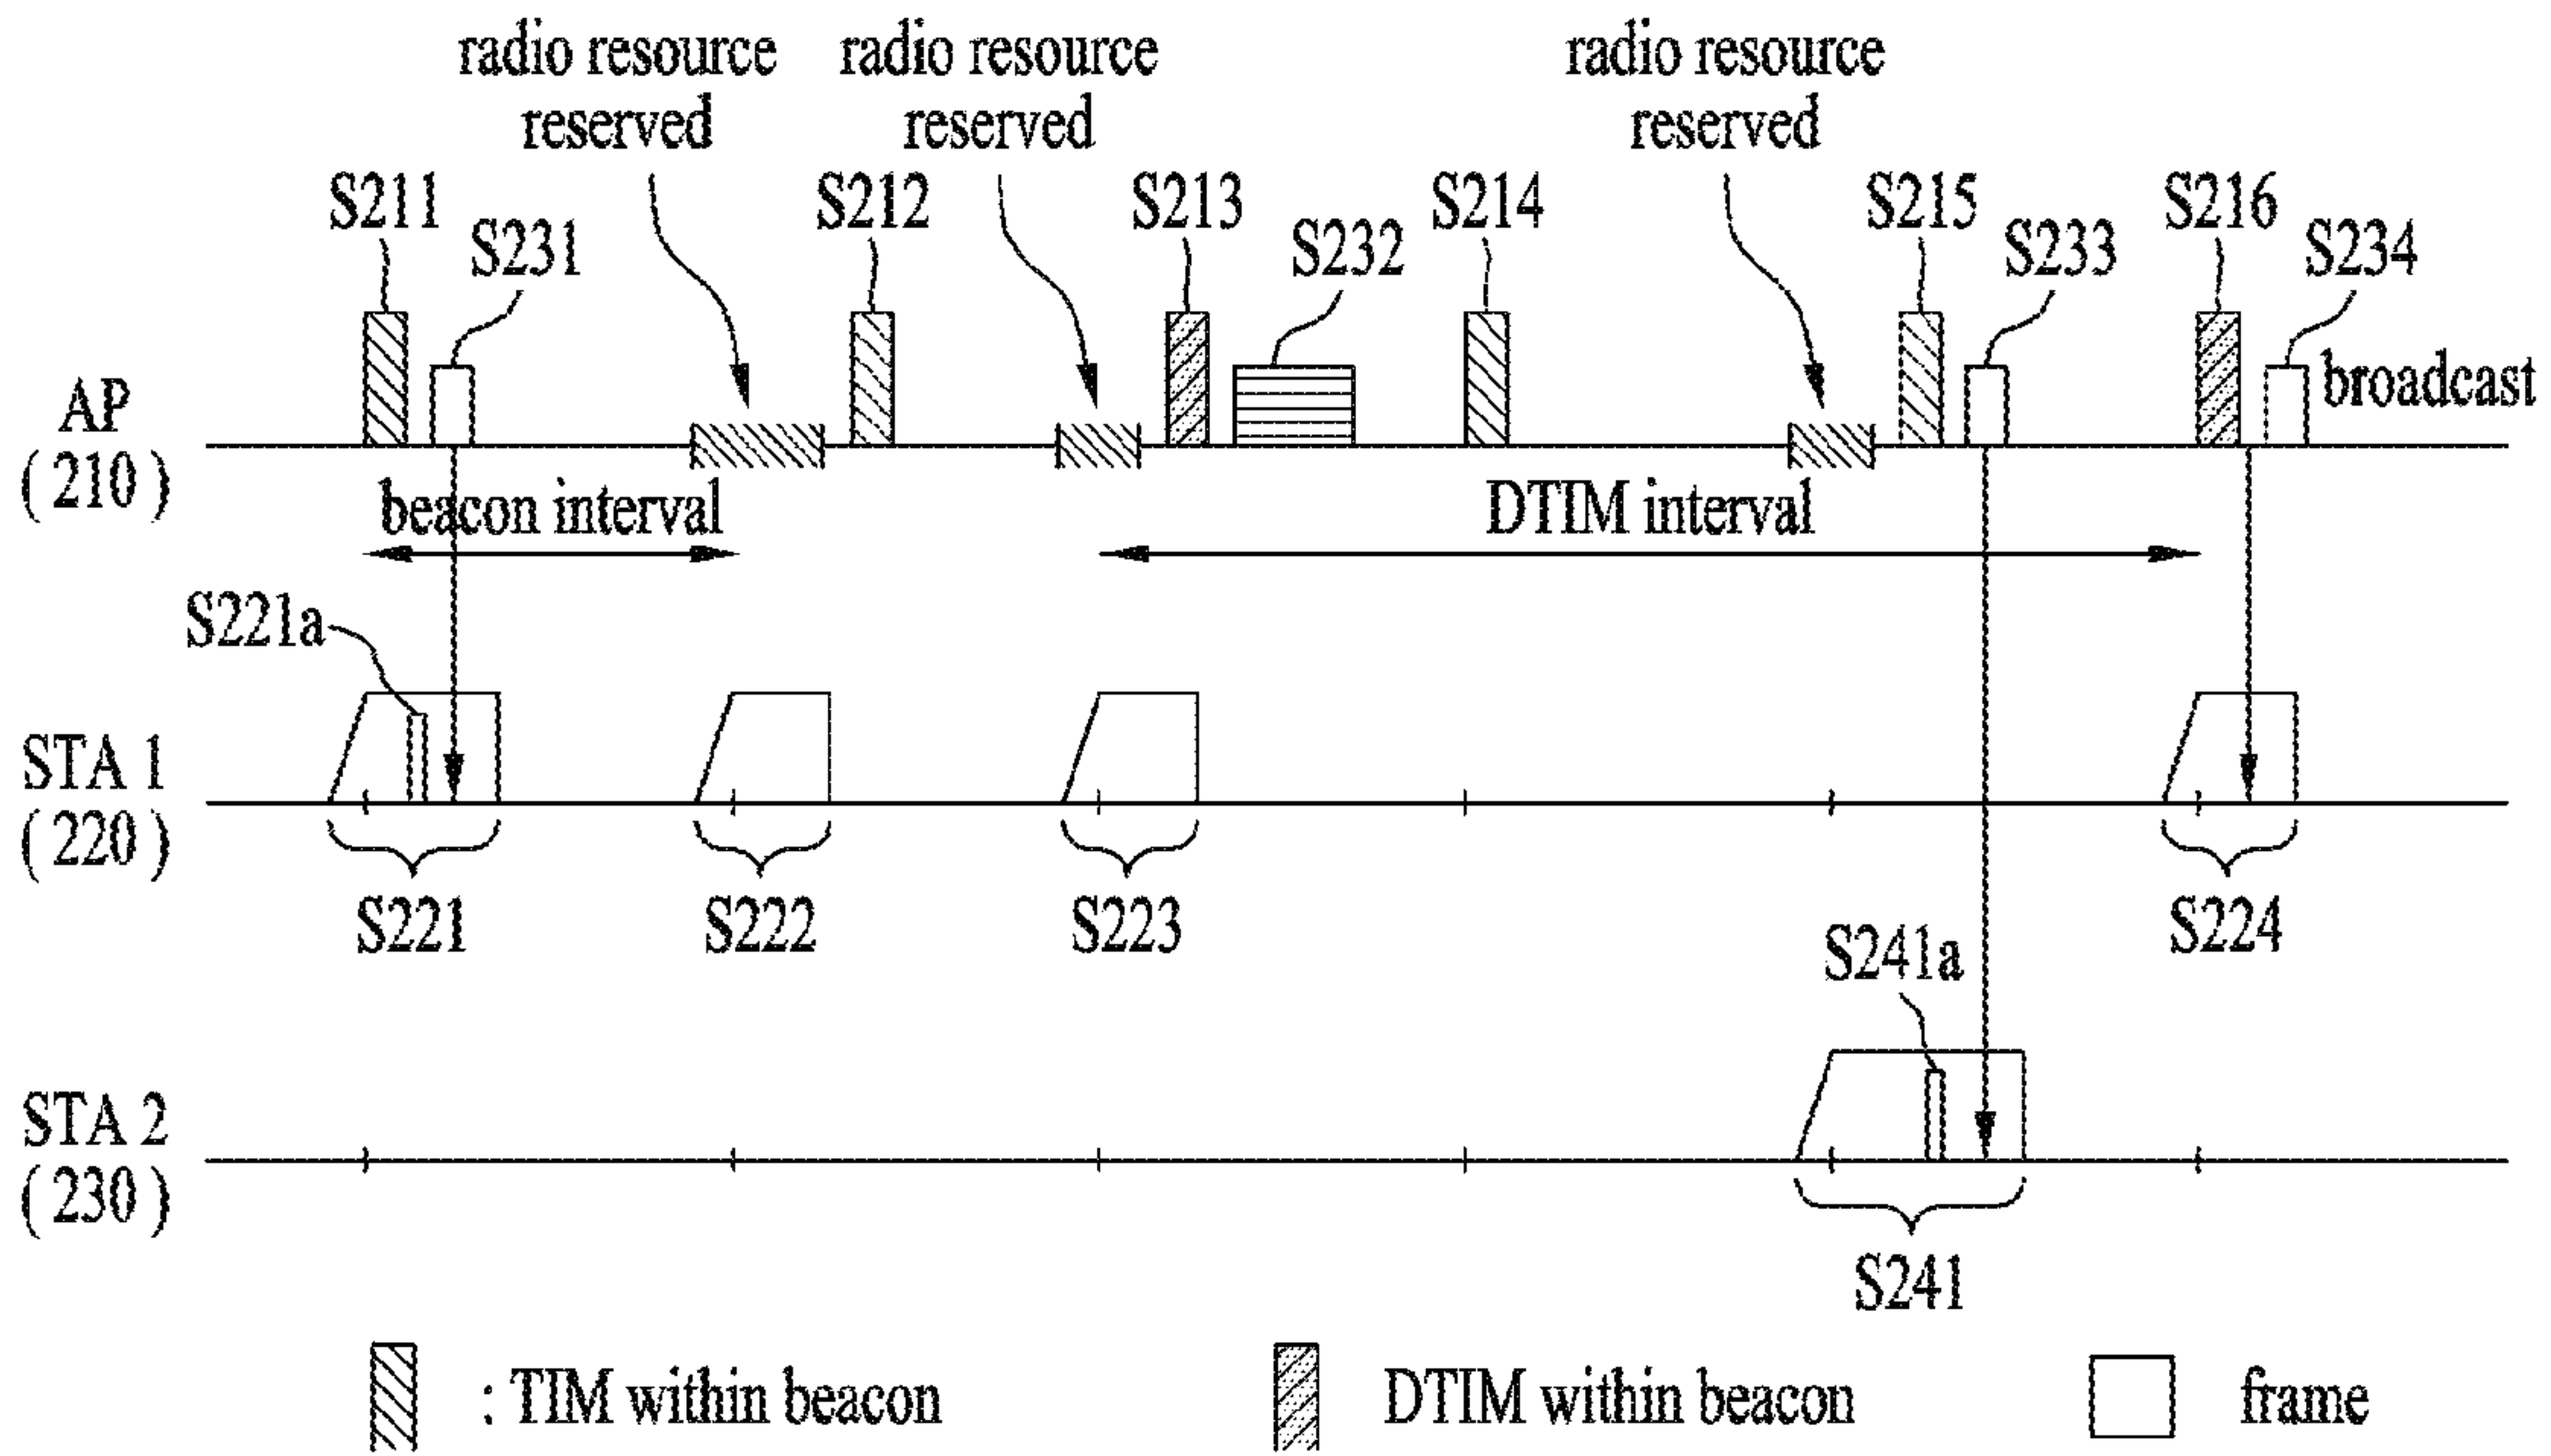 radio resource reserved
radio resource reserved
radio resource reserved
S211
S212
S213
S214
S215
S216
S231
S232
S233
S234
broadcast
AP
( 210 )
beacon interval
DTIM interval
S221a
STA 1
( 220 )
S221
S222
S223
S224
S241a
STA 2
( 230 )
S241
: TIM within beacon
DTIM within beacon
frame